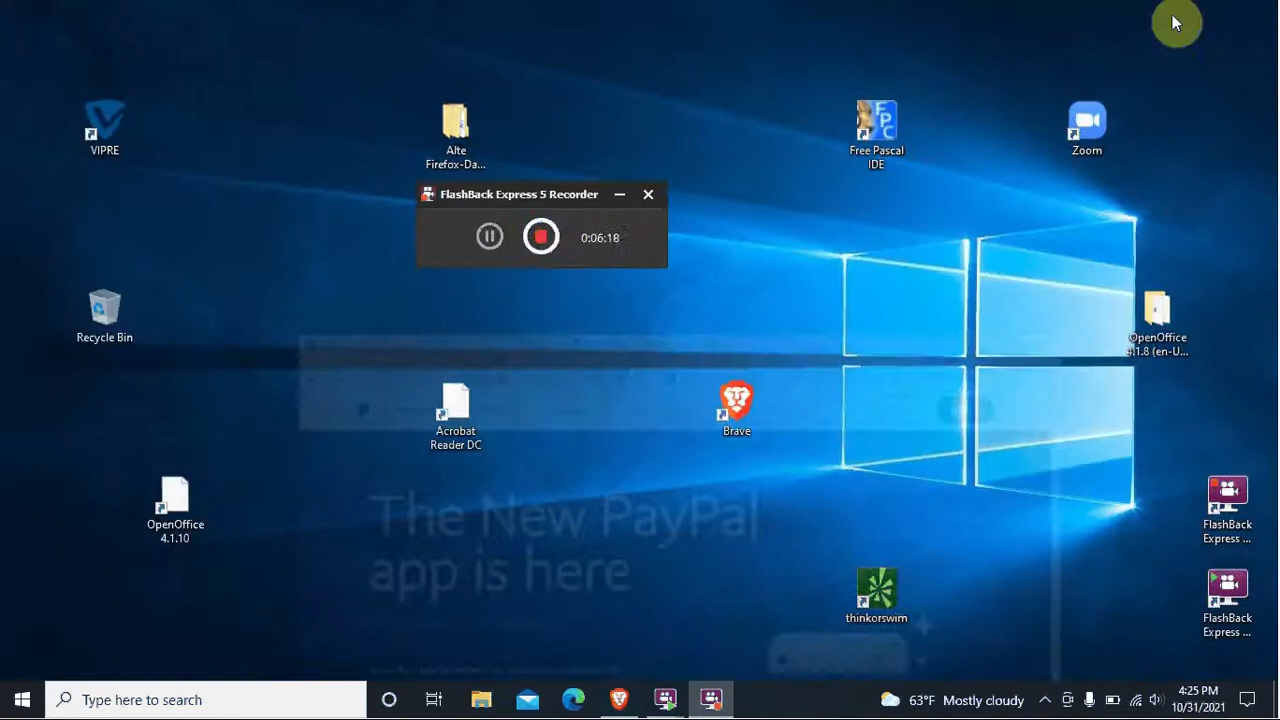 VIPRE
Alte
Firefox-Da...
FPC
Free Pascal
IDE
Zoom
FlashBack Express 5 Recorder
0:06:18
Recycle Bin
OpenOffice
4.1.8 (en-U...
Acrobat
Reader DC
Brave
OpenOffice
4.1.10
FlashBack
Express ...
The New PayPal
app is here
thinkorswim
FlashBack
Express ...
Type here to search
63°F Mostly cloudy
4:25 PM
10/31/2021